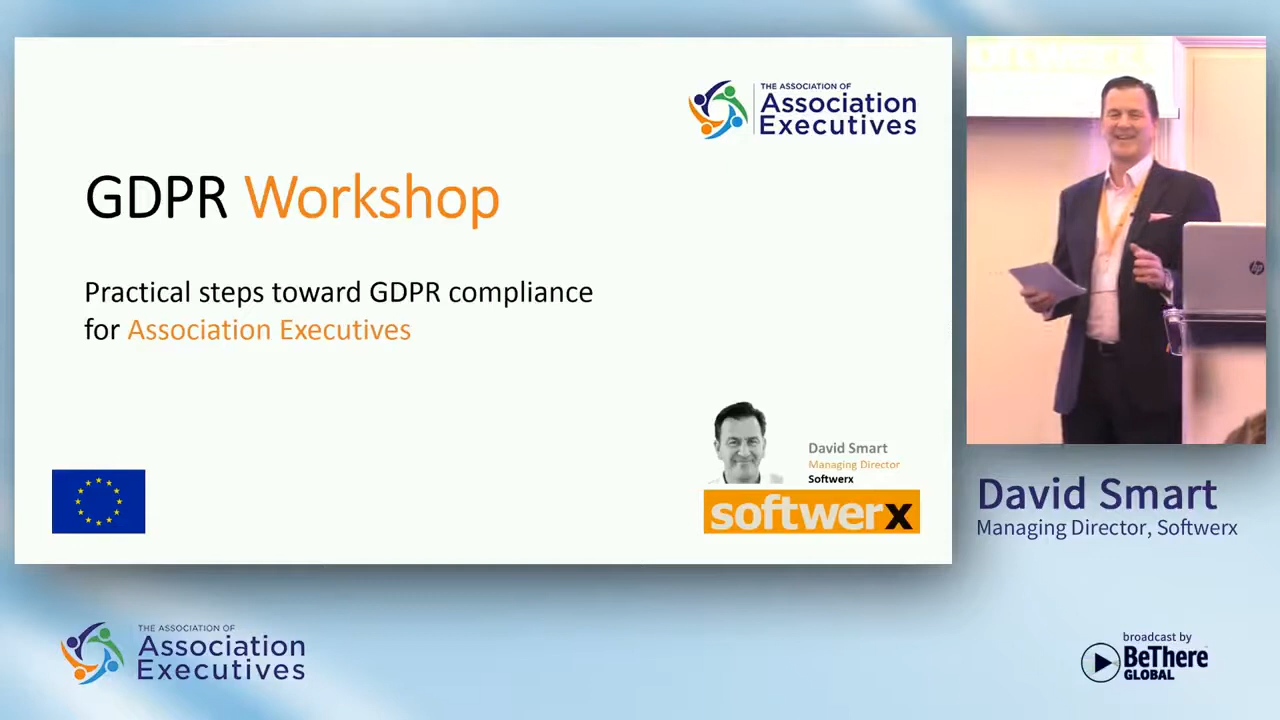 THE ASSOCIATION OF
Association
Executives
GDPR Workshop
Practical steps toward GDPR compliance
for Association Executives
David Smart
Managing Director
Softwerx
softwerx
hp
David Smart
Managing Director, Softwerx
THE ASSOCIATION OF
Association
Executives
broadcast by
BeThere
GLOBAL